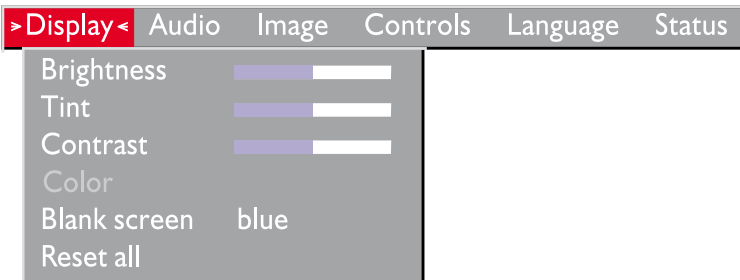 >Display< Audio Image Controls Language Status
Brightness
Tint
Contrast
Color
Blank screen blue
Reset all